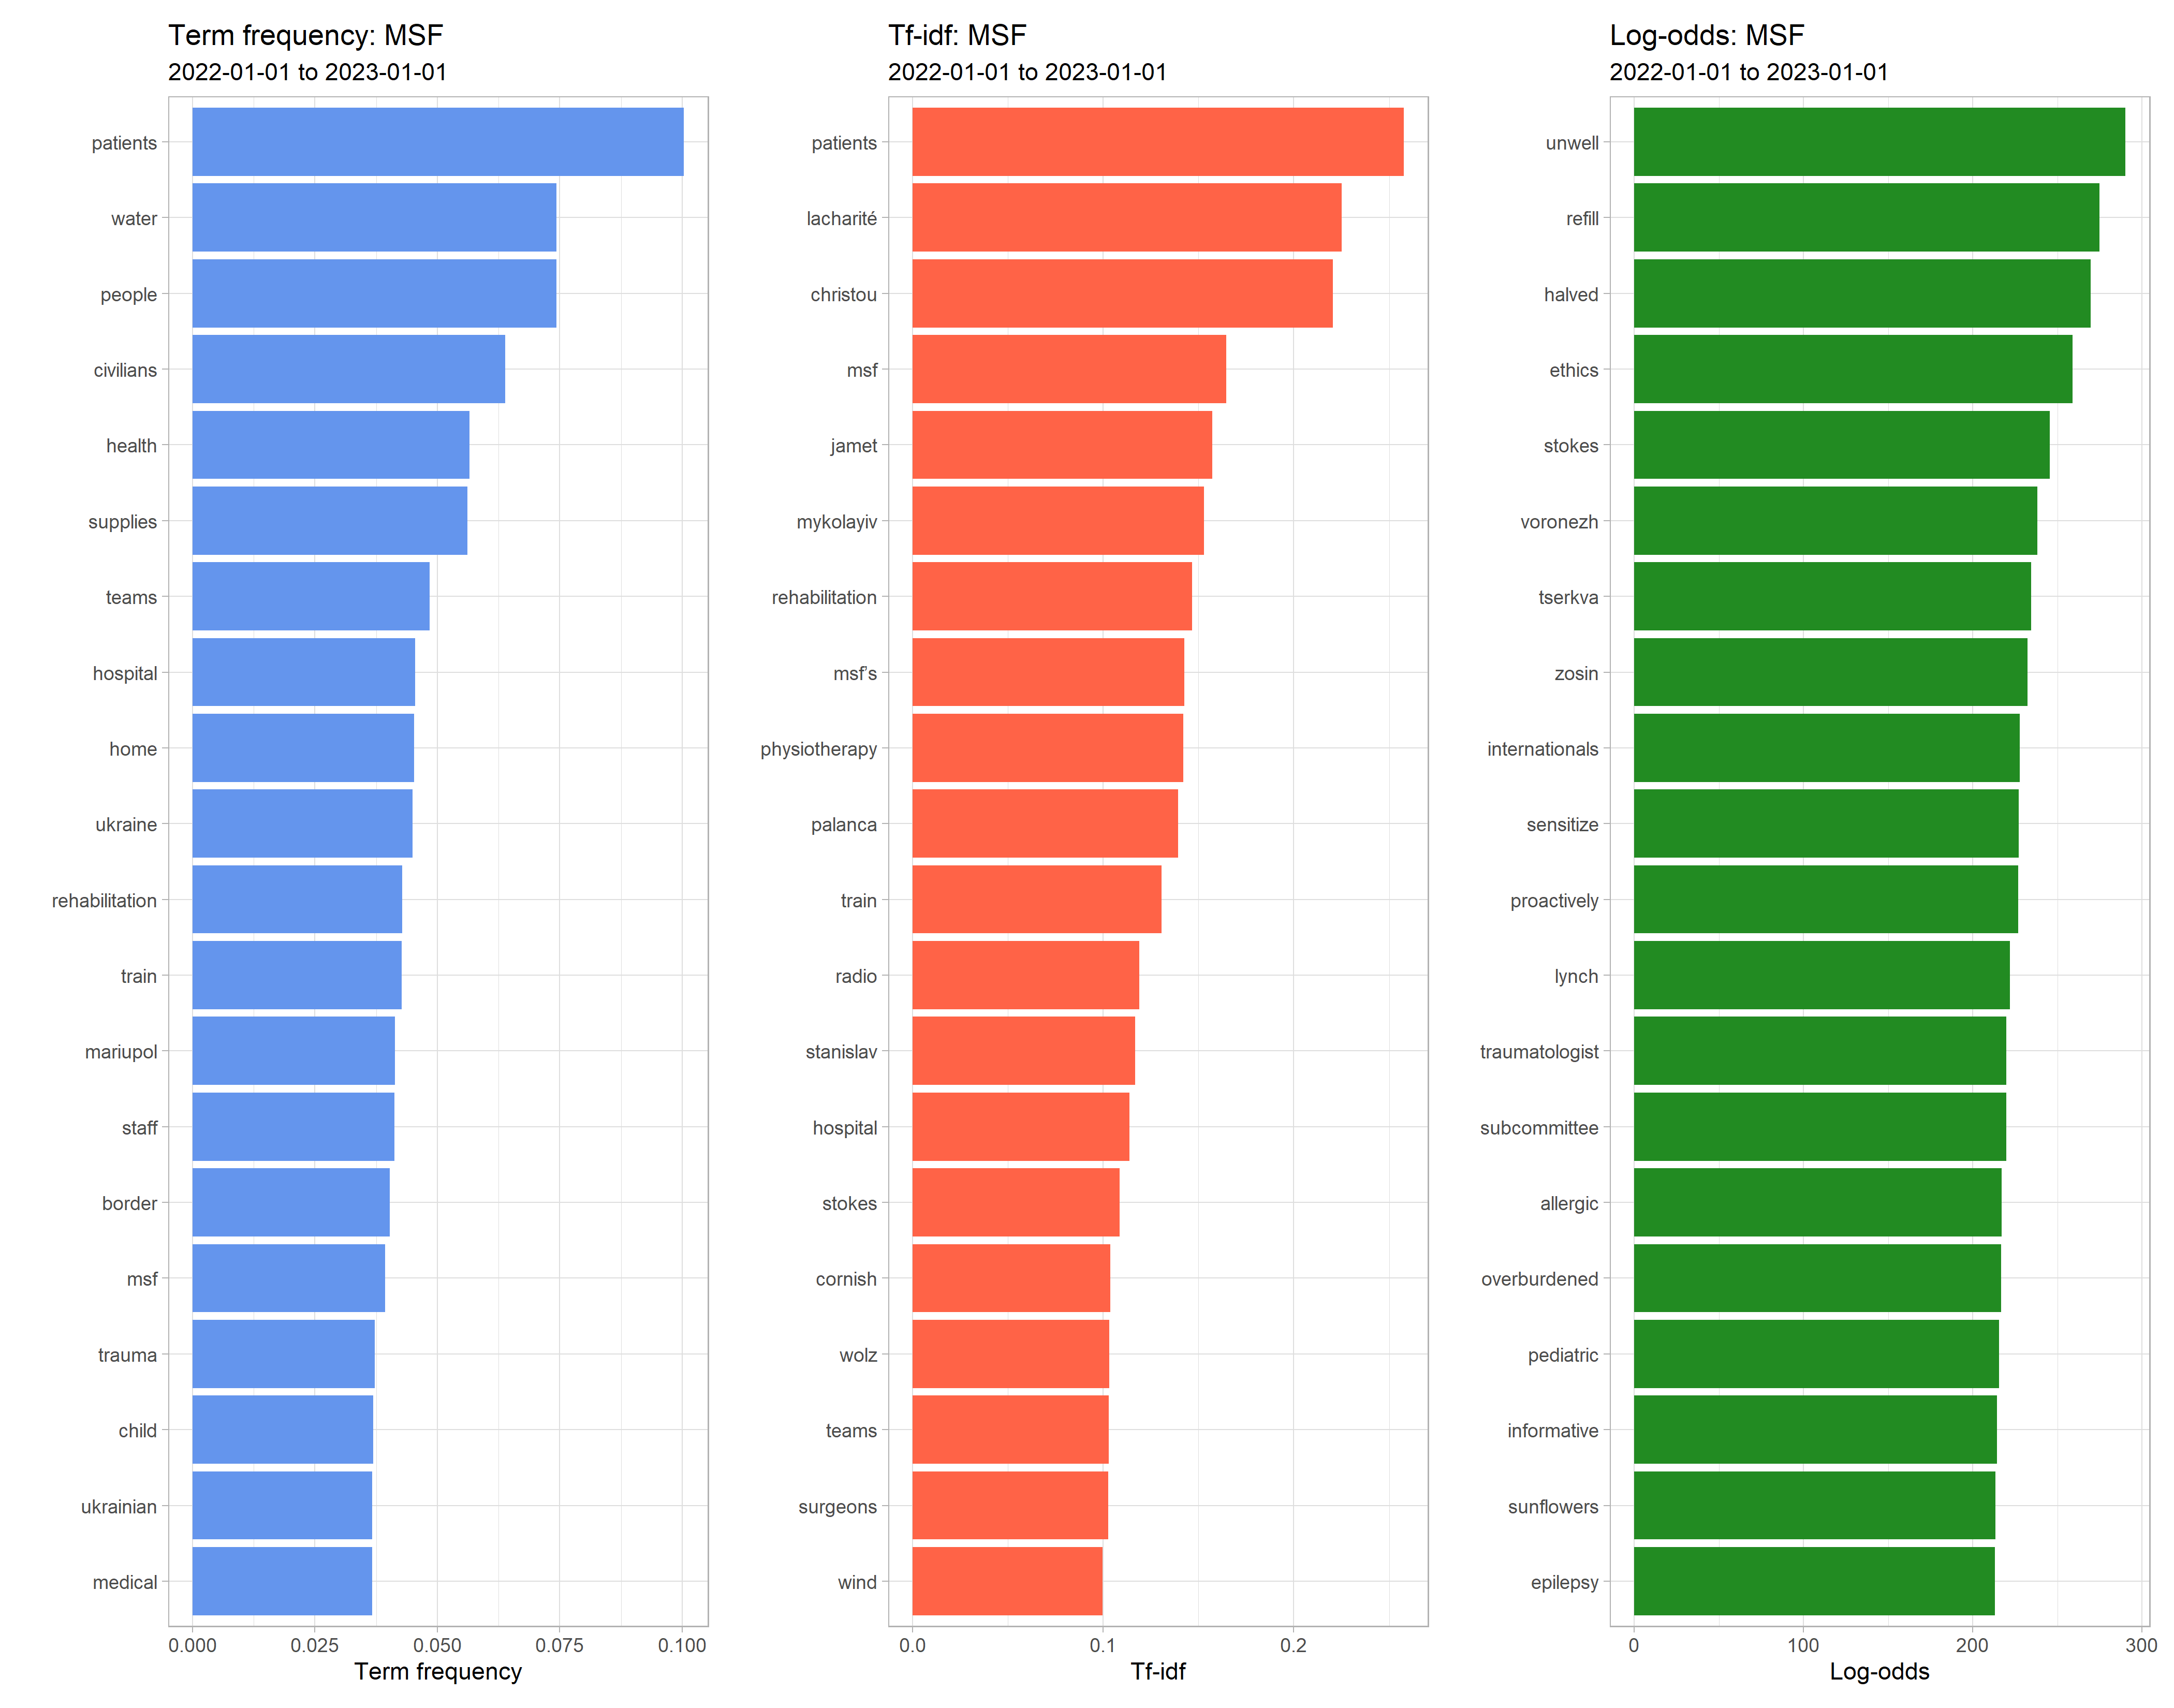 Term frequency: MSF
2022-01-01 to 2023-01-01
patients
water
people
civilians
health
supplies
teams
hospital
home
ukraine
rehabilitation
train
mariupol
staff
border
msf
trauma
child
ukrainian
medical
0.000 0.025 0.050 0.075 0.100
Term frequency
Tf-idf: MSF
2022-01-01 to 2023-01-01
patients
lacharité
christou
msf
jamet
mykolayiv
rehabilitation
msf’s
physiotherapy
palanca
train
radio
stanislav
hospital
stokes
cornish
wolz
teams
surgeons
wind
0.0 0.1 0.2
Tf-idf
Log-odds: MSF
2022-01-01 to 2023-01-01
unwell
refill
halved
ethics
stokes
voronezh
tserkva
zosin
internationals
sensitize
proactively
lynch
traumatologist
subcommittee
allergic
overburdened
pediatric
informative
sunflowers
epilepsy
0 100 200 300
Log-odds